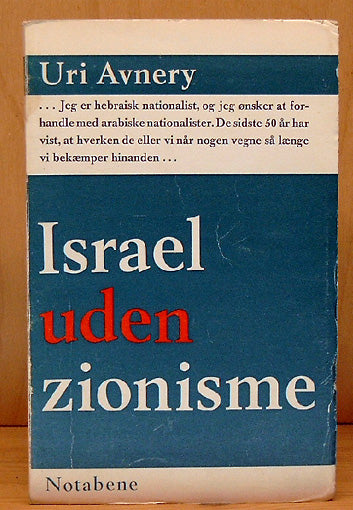 Uri Avnery
... Jeg er hebraisk nationalist, og jeg ønsker at for-
handle med arabiske nationalister. De sidste 50 år har
vist, at hverken de eller vi når nogen vegne så længe
vi bekæmper hinanden ...
Israel
uden
zionisme
Notabene